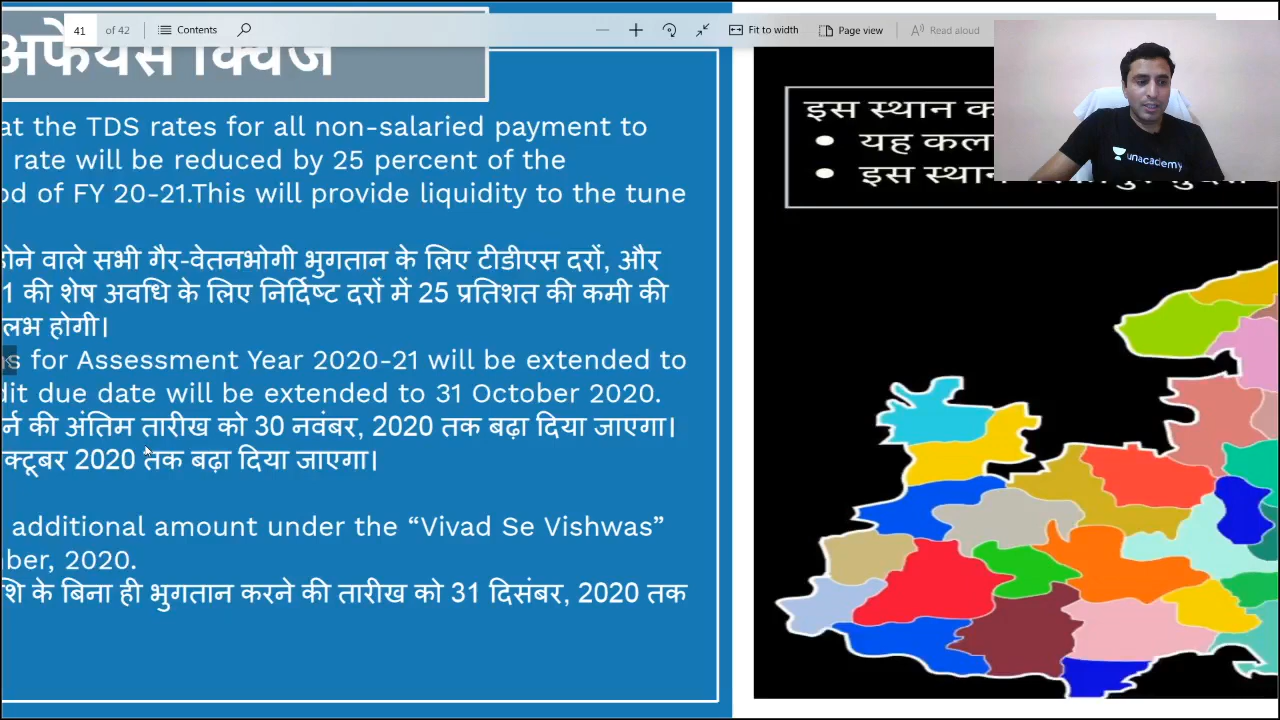 41 of 42 Contents Fit to width Page view Read aloud
अफेयर्स क्विज
at the TDS rates for all non-salaried payment to
rate will be reduced by 25 percent of the
od of FY 20-21.This will provide liquidity to the tune
होने वाले सभी गैर-वेतनभोगी भुगतान के लिए टीडीएस दरों, और
1 की शेष अवधि के लिए निर्दिष्ट दरों में 25 प्रतिशत की कमी की
लभ होगी।
for Assessment Year 2020-21 will be extended to
dit due date will be extended to 31 October 2020.
र्न की अंतिम तारीख को 30 नवंबर, 2020 तक बढ़ा दिया जाएगा।
क्टूबर 2020 तक बढ़ा दिया जाएगा।
additional amount under the “Vivad Se Vishwas”
ber, 2020.
शि के बिना ही भुगतान करने की तारीख को 31 दिसंबर, 2020 तक
इस स्थान क
• यह कल
• इस स्थान
unacademy